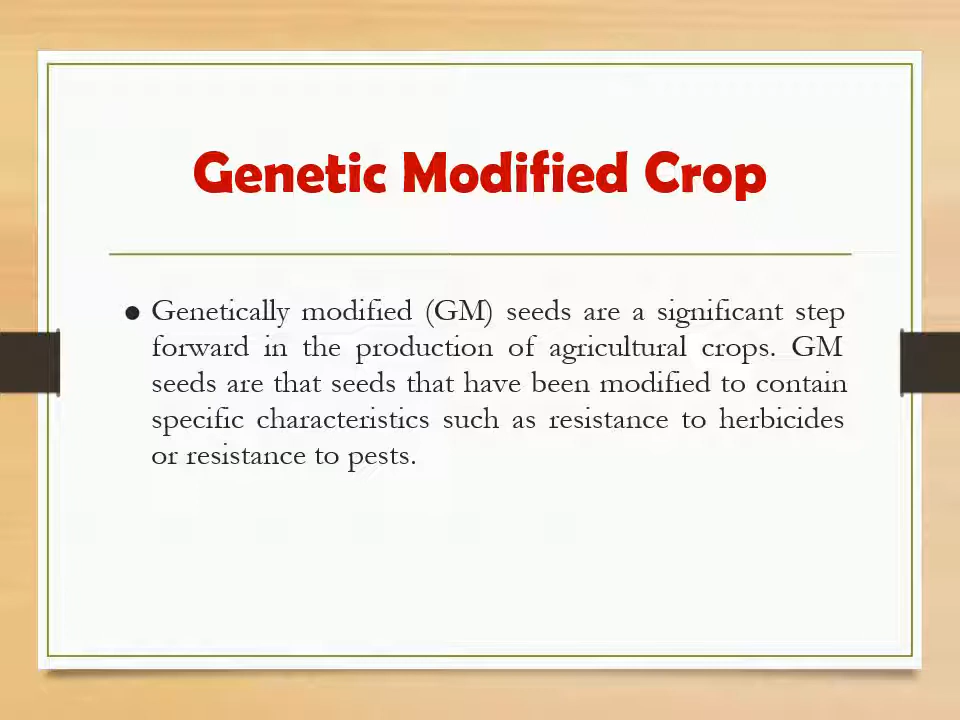 Genetic Modified Crop
● Genetically modified (GM) seeds are a significant step
forward in the production of agricultural crops. GM
seeds are that seeds that have been modified to contain
specific characteristics such as resistance to herbicides
or resistance to pests.